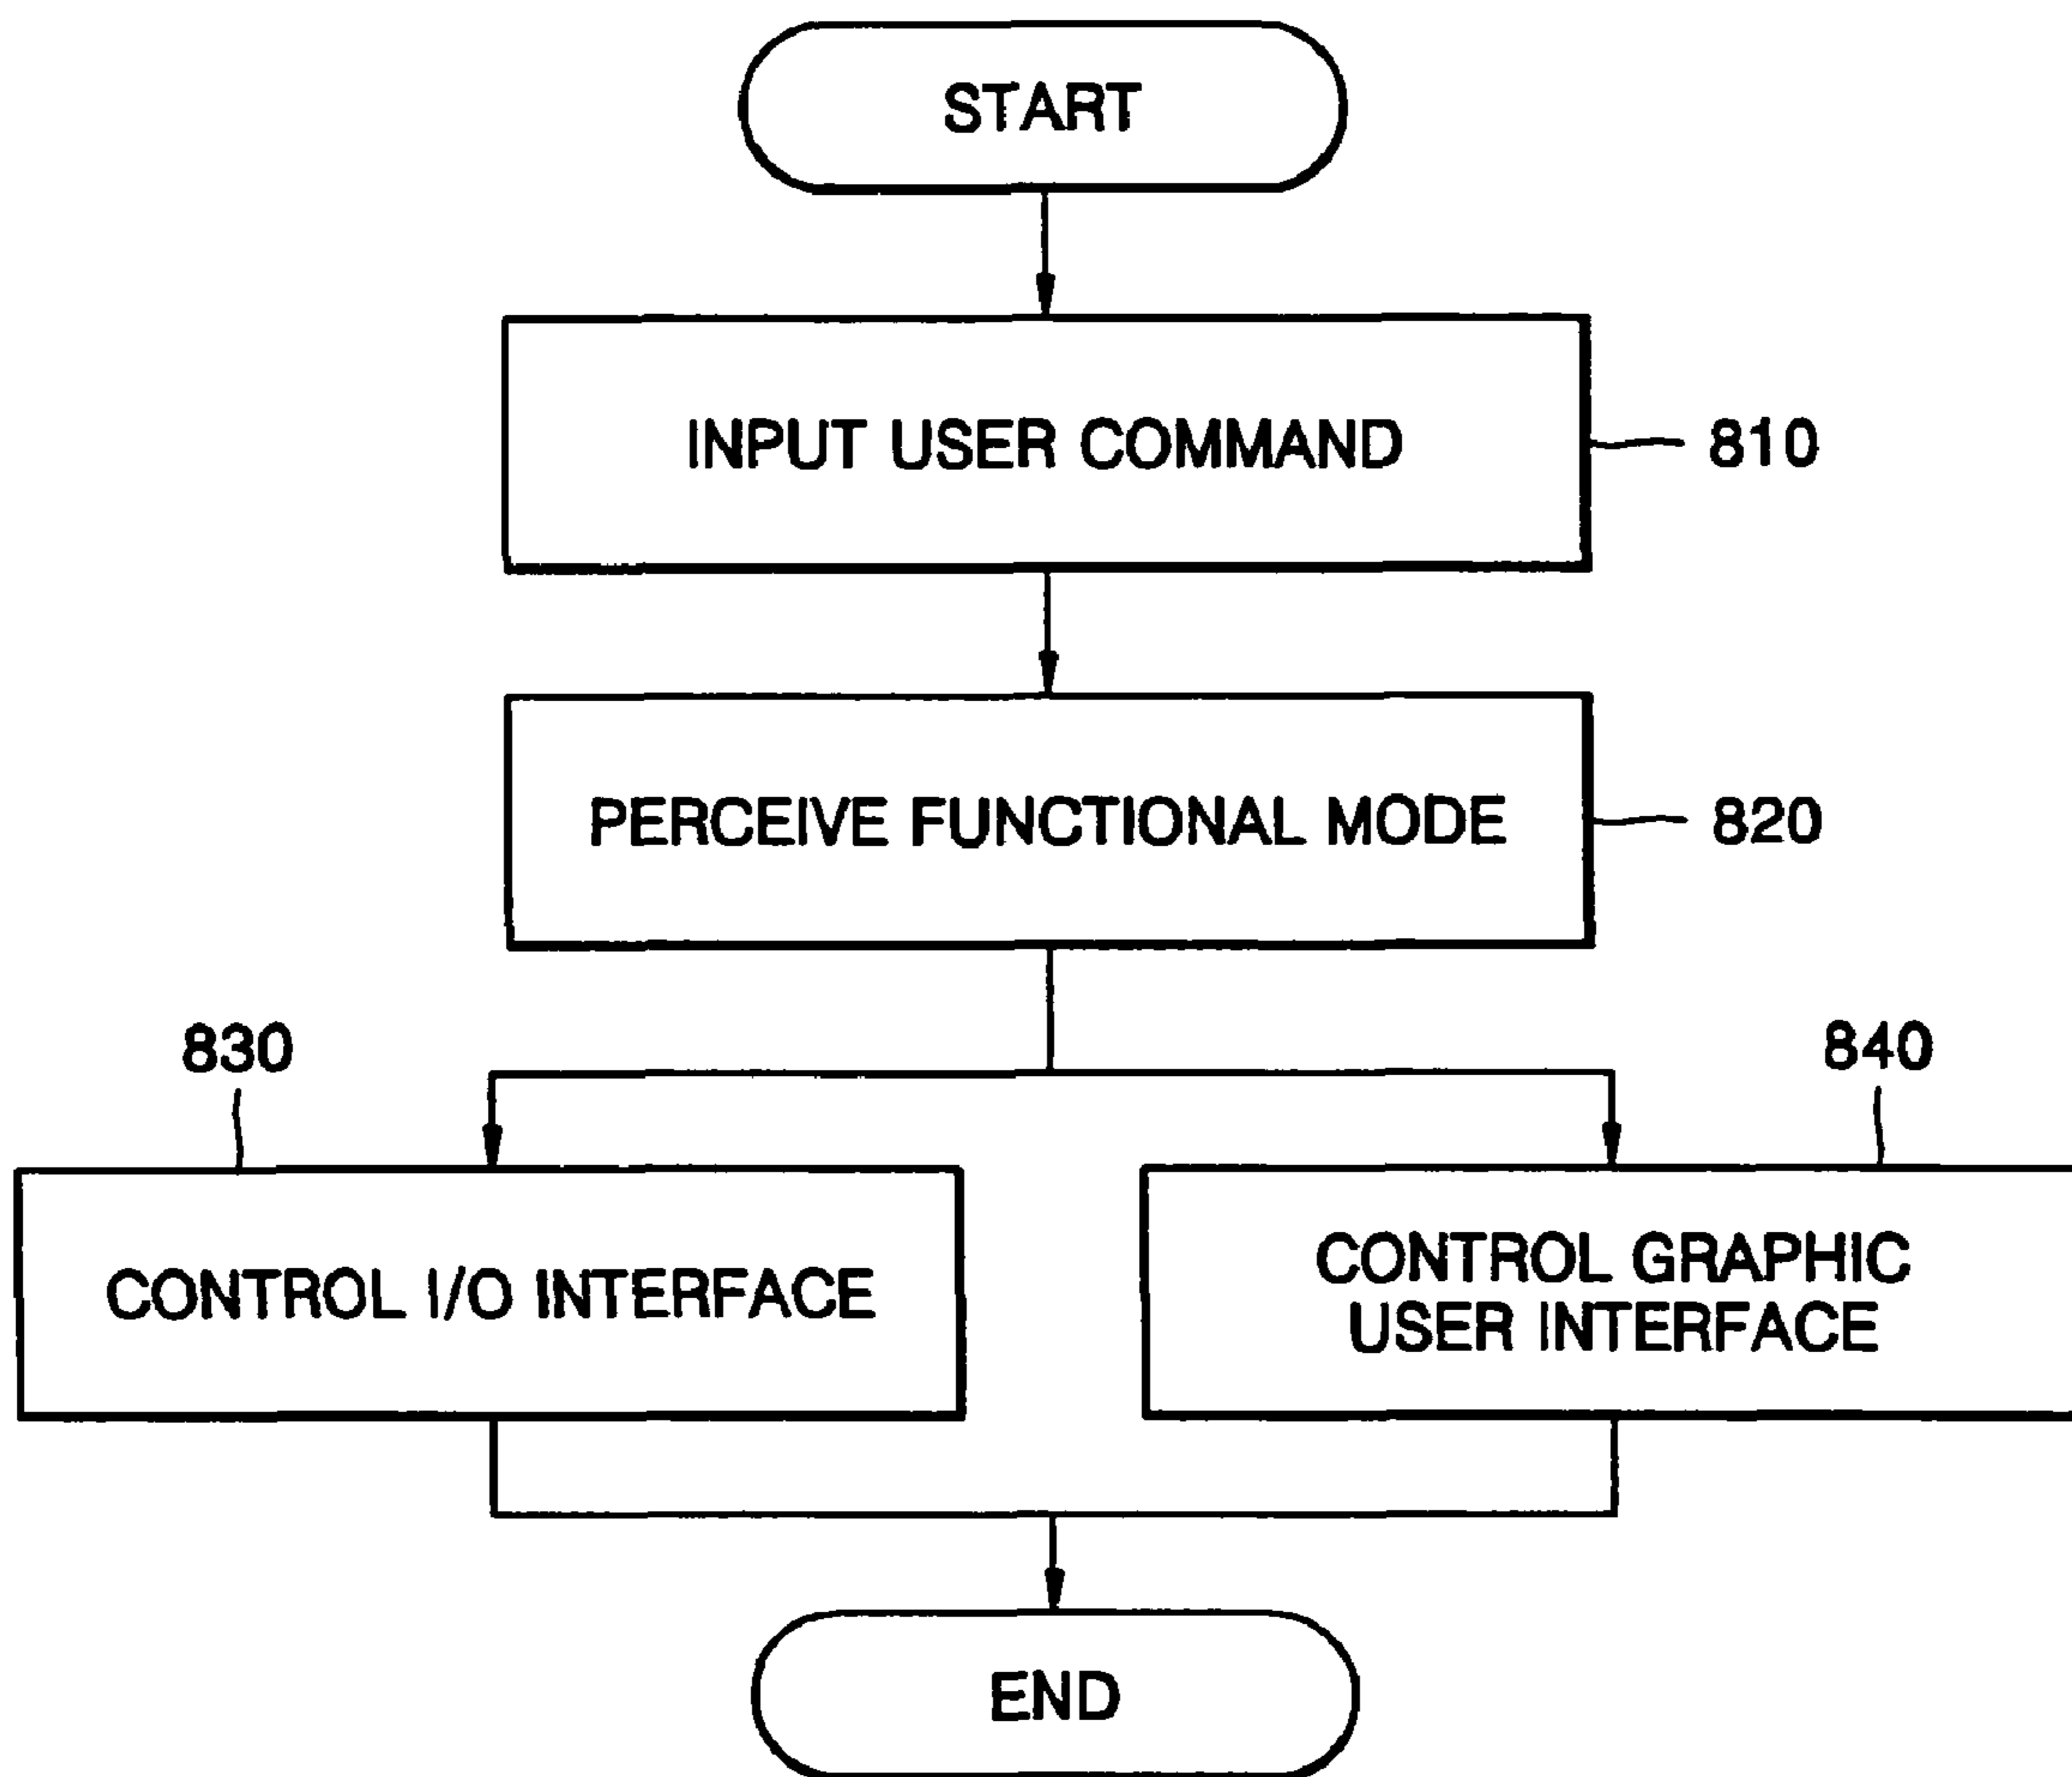 START
INPUT USER COMMAND
810
PERCEIVE FUNCTIONAL MODE
820
830
840
CONTROL I/O INTERFACE
CONTROL GRAPHIC
USER INTERFACE
END